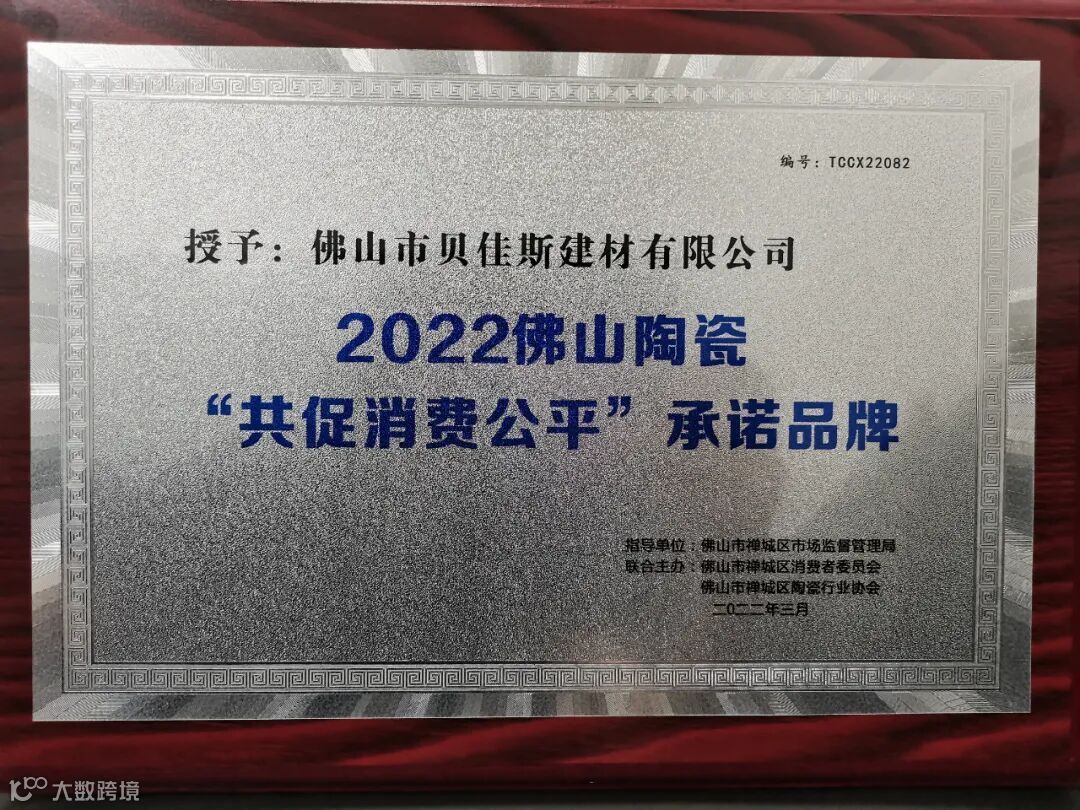 编号：TCCX22082
授予：佛山市贝佳斯建材有限公司
2022佛山陶瓷
“共促消费公平”承诺品牌
指导单位：佛山市禅城区市场监督管理局
联合主办：佛山市禅城区消费者委员会
佛山市禅城区陶瓷行业协会
二0二二年三月
大数跨境